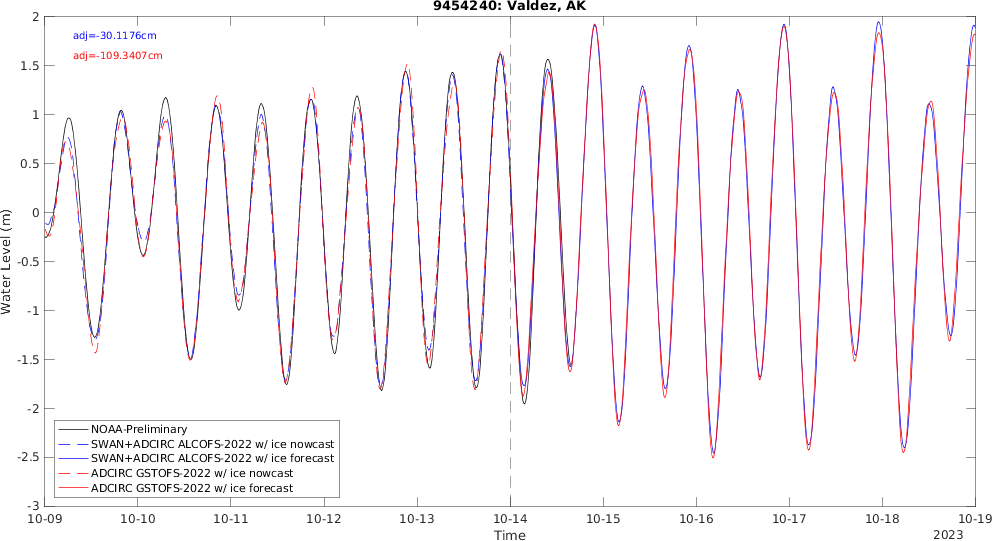 9454240: Valdez, AK
adj=-30.1176cm
adj=-109.3407cm
2
1.5
1
0.5
0
-0.5
-1
-1.5
-2
-2.5
-3
Water Level (m)
NOAA-Preliminary
SWAN+ADCIRC ALCOFS-2022 w/ ice nowcast
SWAN+ADCIRC ALCOFS-2022 w/ ice forecast
ADCIRC GSTOFS-2022 w/ ice nowcast
ADCIRC GSTOFS-2022 w/ ice forecast
10-09 10-10 10-11 10-12 10-13 10-14 10-15 10-16 10-17 10-18 10-19
Time
2023